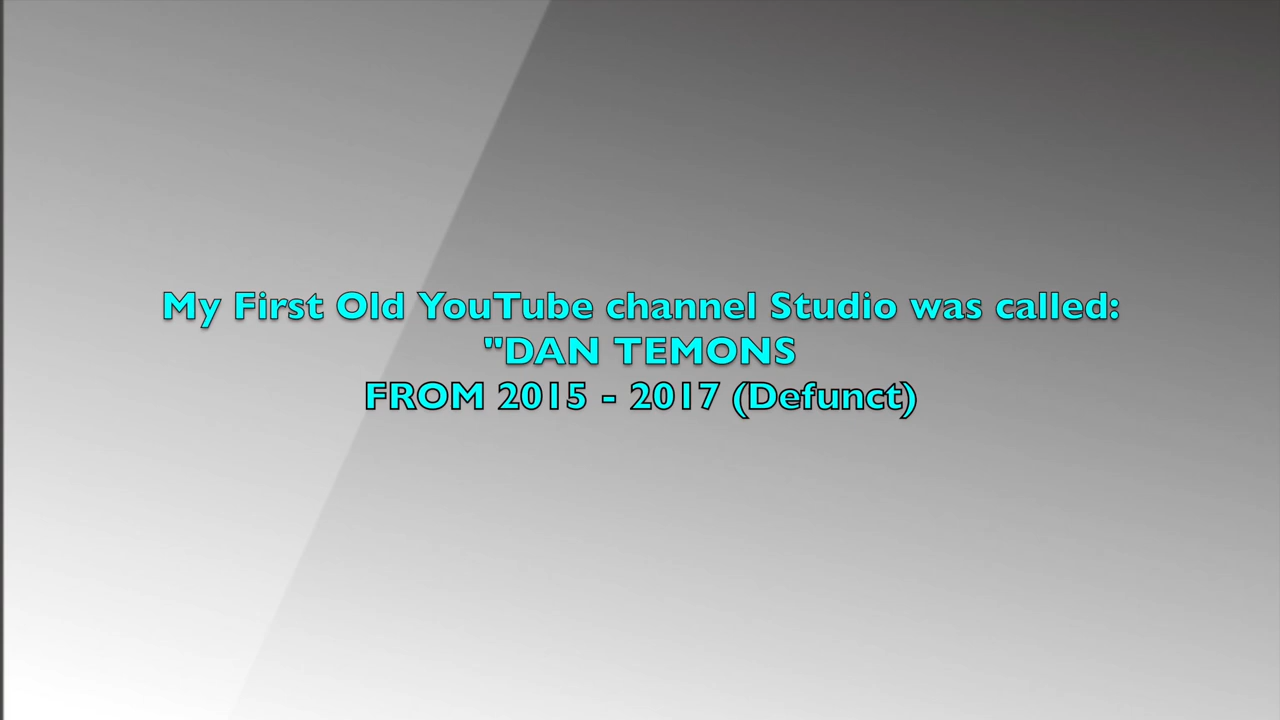 My First Old YouTube channel Studio was called:
"DAN TEMONS
FROM 2015 - 2017 (Defunct)